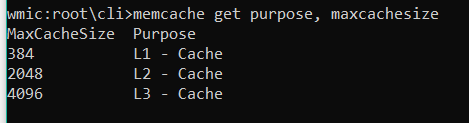 wmic:root\cli>memcache get purpose, maxcachesize
MaxCacheSize  Purpose
384           L1 - Cache
2048          L2 - Cache
4096          L3 - Cache